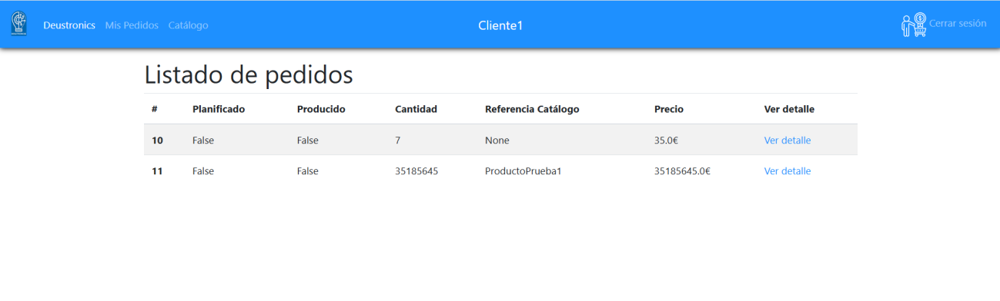 Deustronics Mis Pedidos Catálogo Cliente1 Cerrar sesión
Listado de pedidos
# Planificado Producido Cantidad Referencia Catálogo Precio Ver detalle
10 False False 7 None 35.0€ Ver detalle
11 False False 35185645 ProductoPrueba1 35185645.0€ Ver detalle